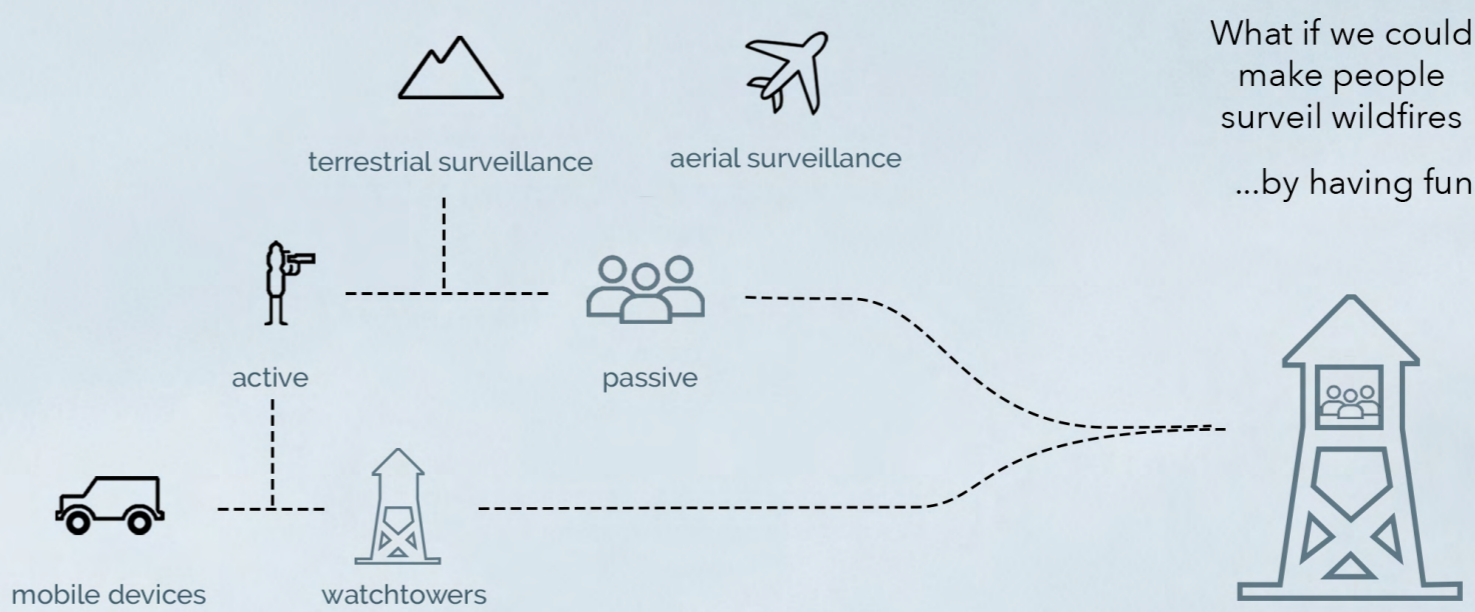 What if we could
make people
surveil wildfires
...by having fun
terrestrial surveillance
aerial surveillance
active
passive
mobile devices
watchtowers